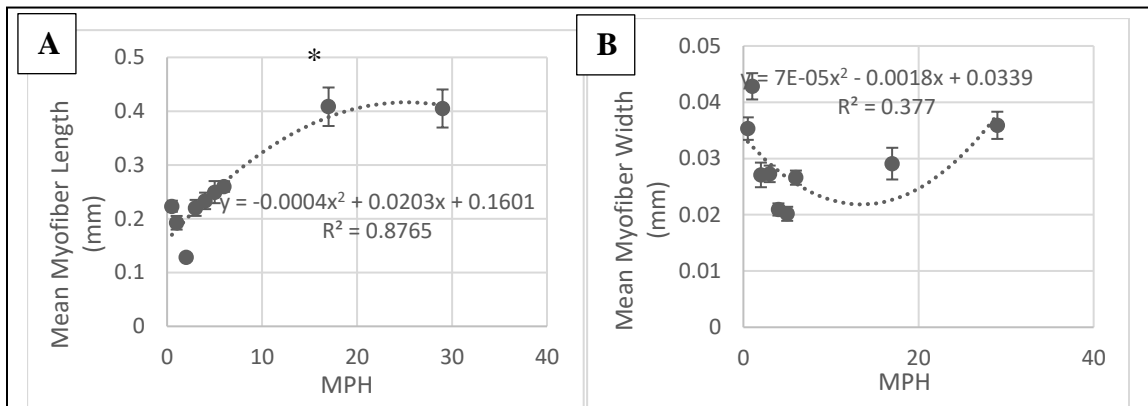 A
*
0.5
0.4
0.3
0.2
0.1
0
0
10
20
30
40
y = -0.0004x² + 0.0203x + 0.1601
R² = 0.8765
Mean Myofiber Length
(mm)
MPH
B
0.05
0.04
0.03
0.02
0.01
0
0
20
40
y = 7E-05x² - 0.0018x + 0.0339
R² = 0.377
Mean Myofiber Width
(mm)
MPH